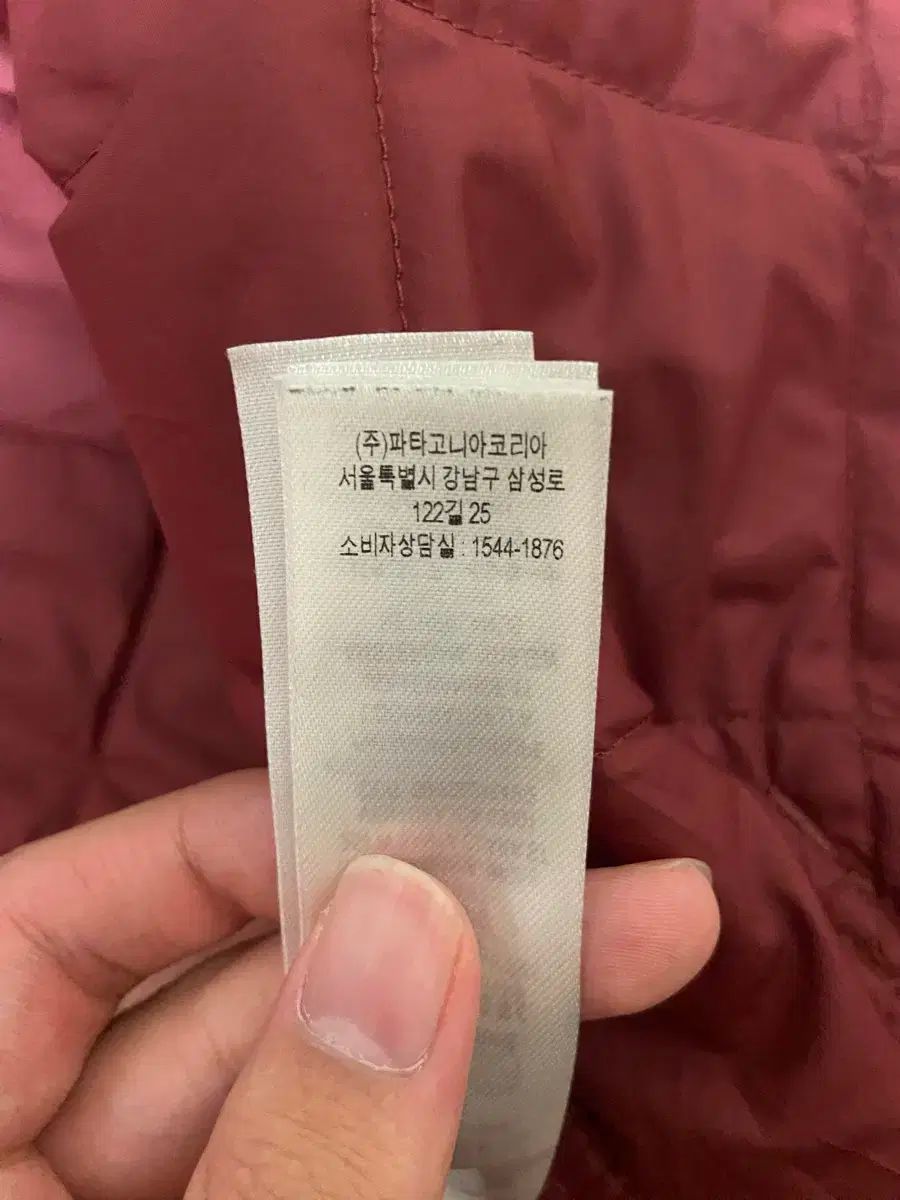 (주)파타고니아코리아
서울특별시 강남구 삼성로
122길 25
소비자상담실 : 1544-1876